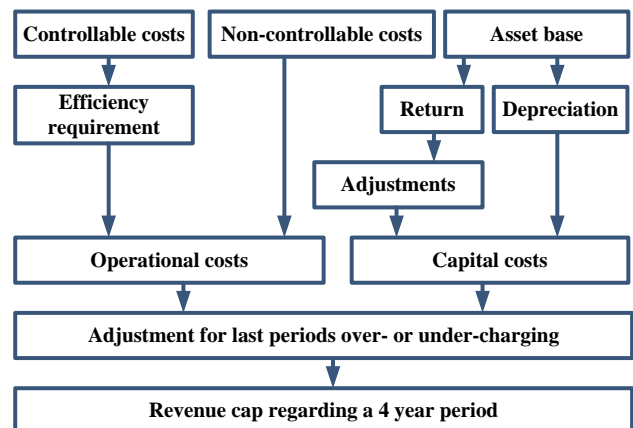 Controllable costs
Non-controllable costs
Asset base
Efficiency
requirement
Return
Depreciation
Adjustments
Operational costs
Capital costs
Adjustment for last periods over- or under-charging
Revenue cap regarding a 4 year period